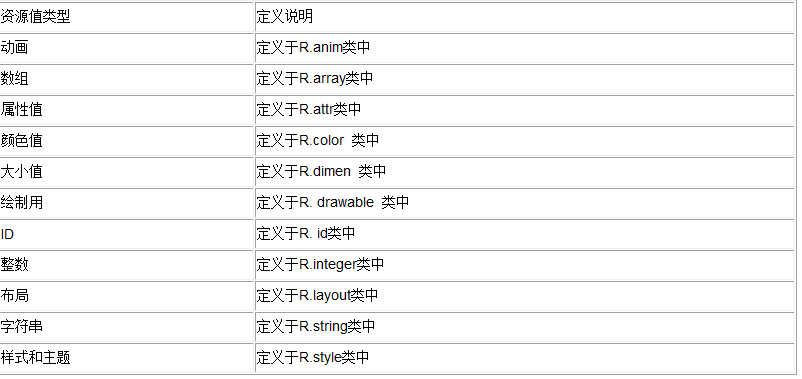 资源值类型 定义说明
动画 定义于R.anim类中
数组 定义于R.array类中
属性值 定义于R.attr类中
颜色值 定义于R.color 类中
大小值 定义于R.dimen 类中
绘制用 定义于R. drawable 类中
ID 定义于R. id类中
整数 定义于R.integer类中
布局 定义于R.layout类中
字符串 定义于R.string类中
样式和主题 定义于R.style类中